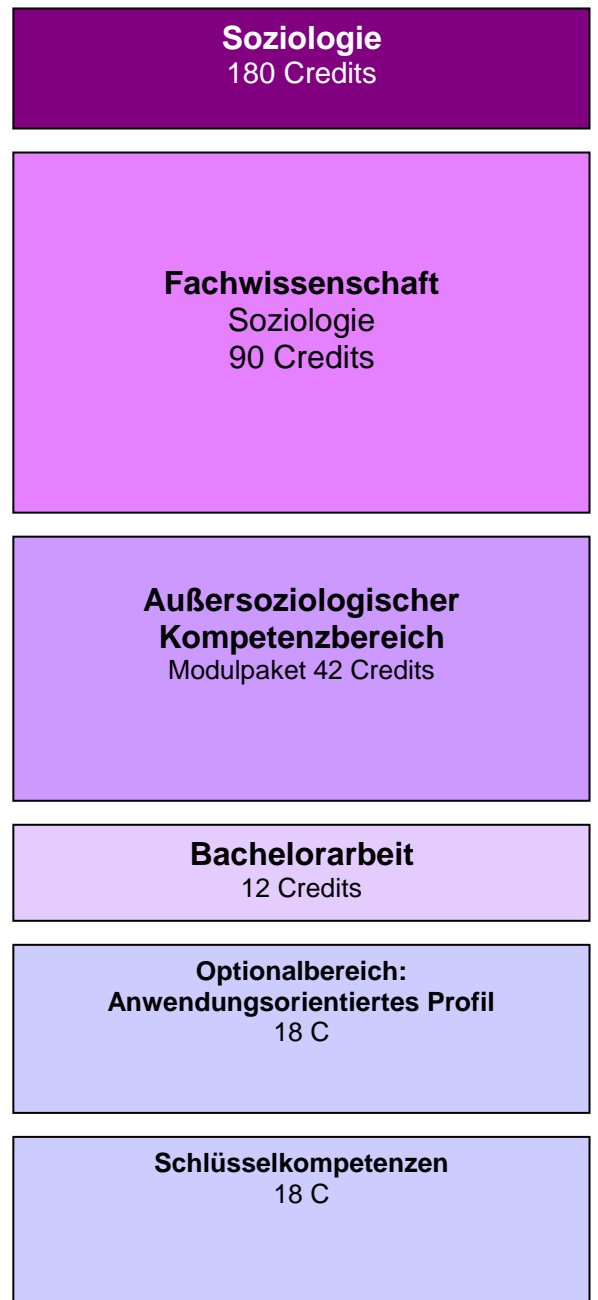 Soziologie
180 Credits
Fachwissenschaft
Soziologie
90 Credits
Außersoziologischer
Kompetenzbereich
Modulpaket 42 Credits
Bachelorarbeit
12 Credits
Optionalbereich:
Anwendungsorientiertes Profil
18 C
Schlüsselkompetenzen
18 C